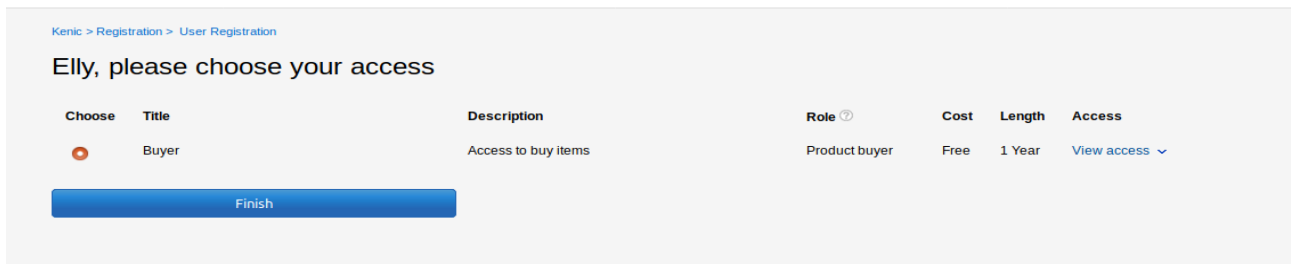 Kenic > Registration > User Registration
Elly, please choose your access
Choose Title Description Role ? Cost Length Access
Buyer Access to buy items Product buyer Free 1 Year View access
Finish